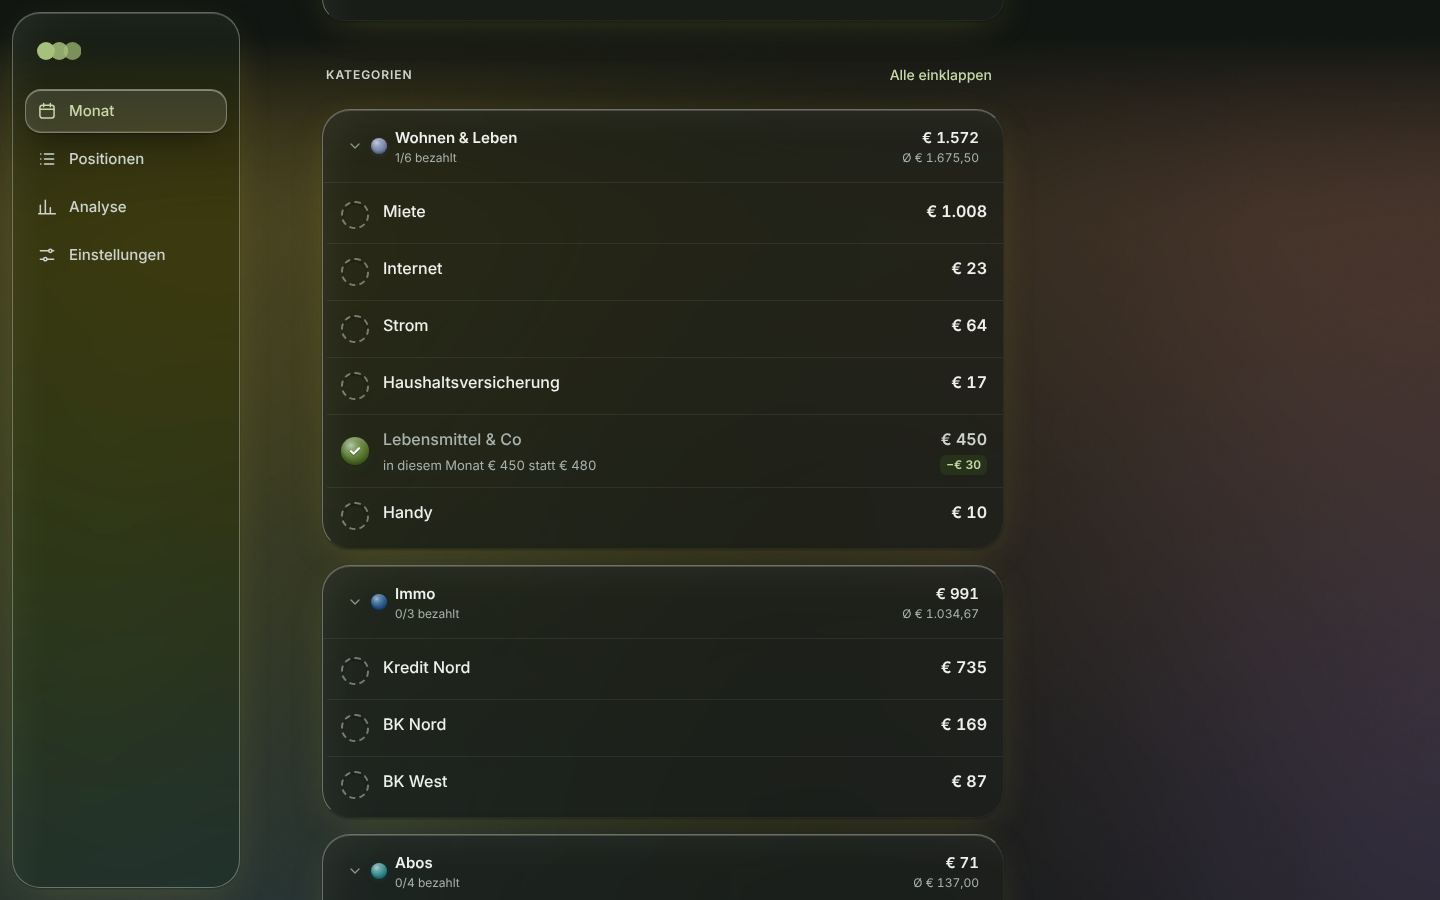 KATEGORIEN
Alle einklappen
Monat
Positionen
Analyse
Einstellungen
Wohnen & Leben
€ 1.572
1/6 bezahlt
Ø € 1.675,50
Miete
€ 1.008
Internet
€ 23
Strom
€ 64
Haushaltsversicherung
€ 17
Lebensmittel & Co
€ 450
in diesem Monat € 450 statt € 480
−€ 30
Handy
€ 10
Immo
€ 991
0/3 bezahlt
Ø € 1.034,67
Kredit Nord
€ 735
BK Nord
€ 169
BK West
€ 87
Abos
€ 71
0/4 bezahlt
Ø € 137,00